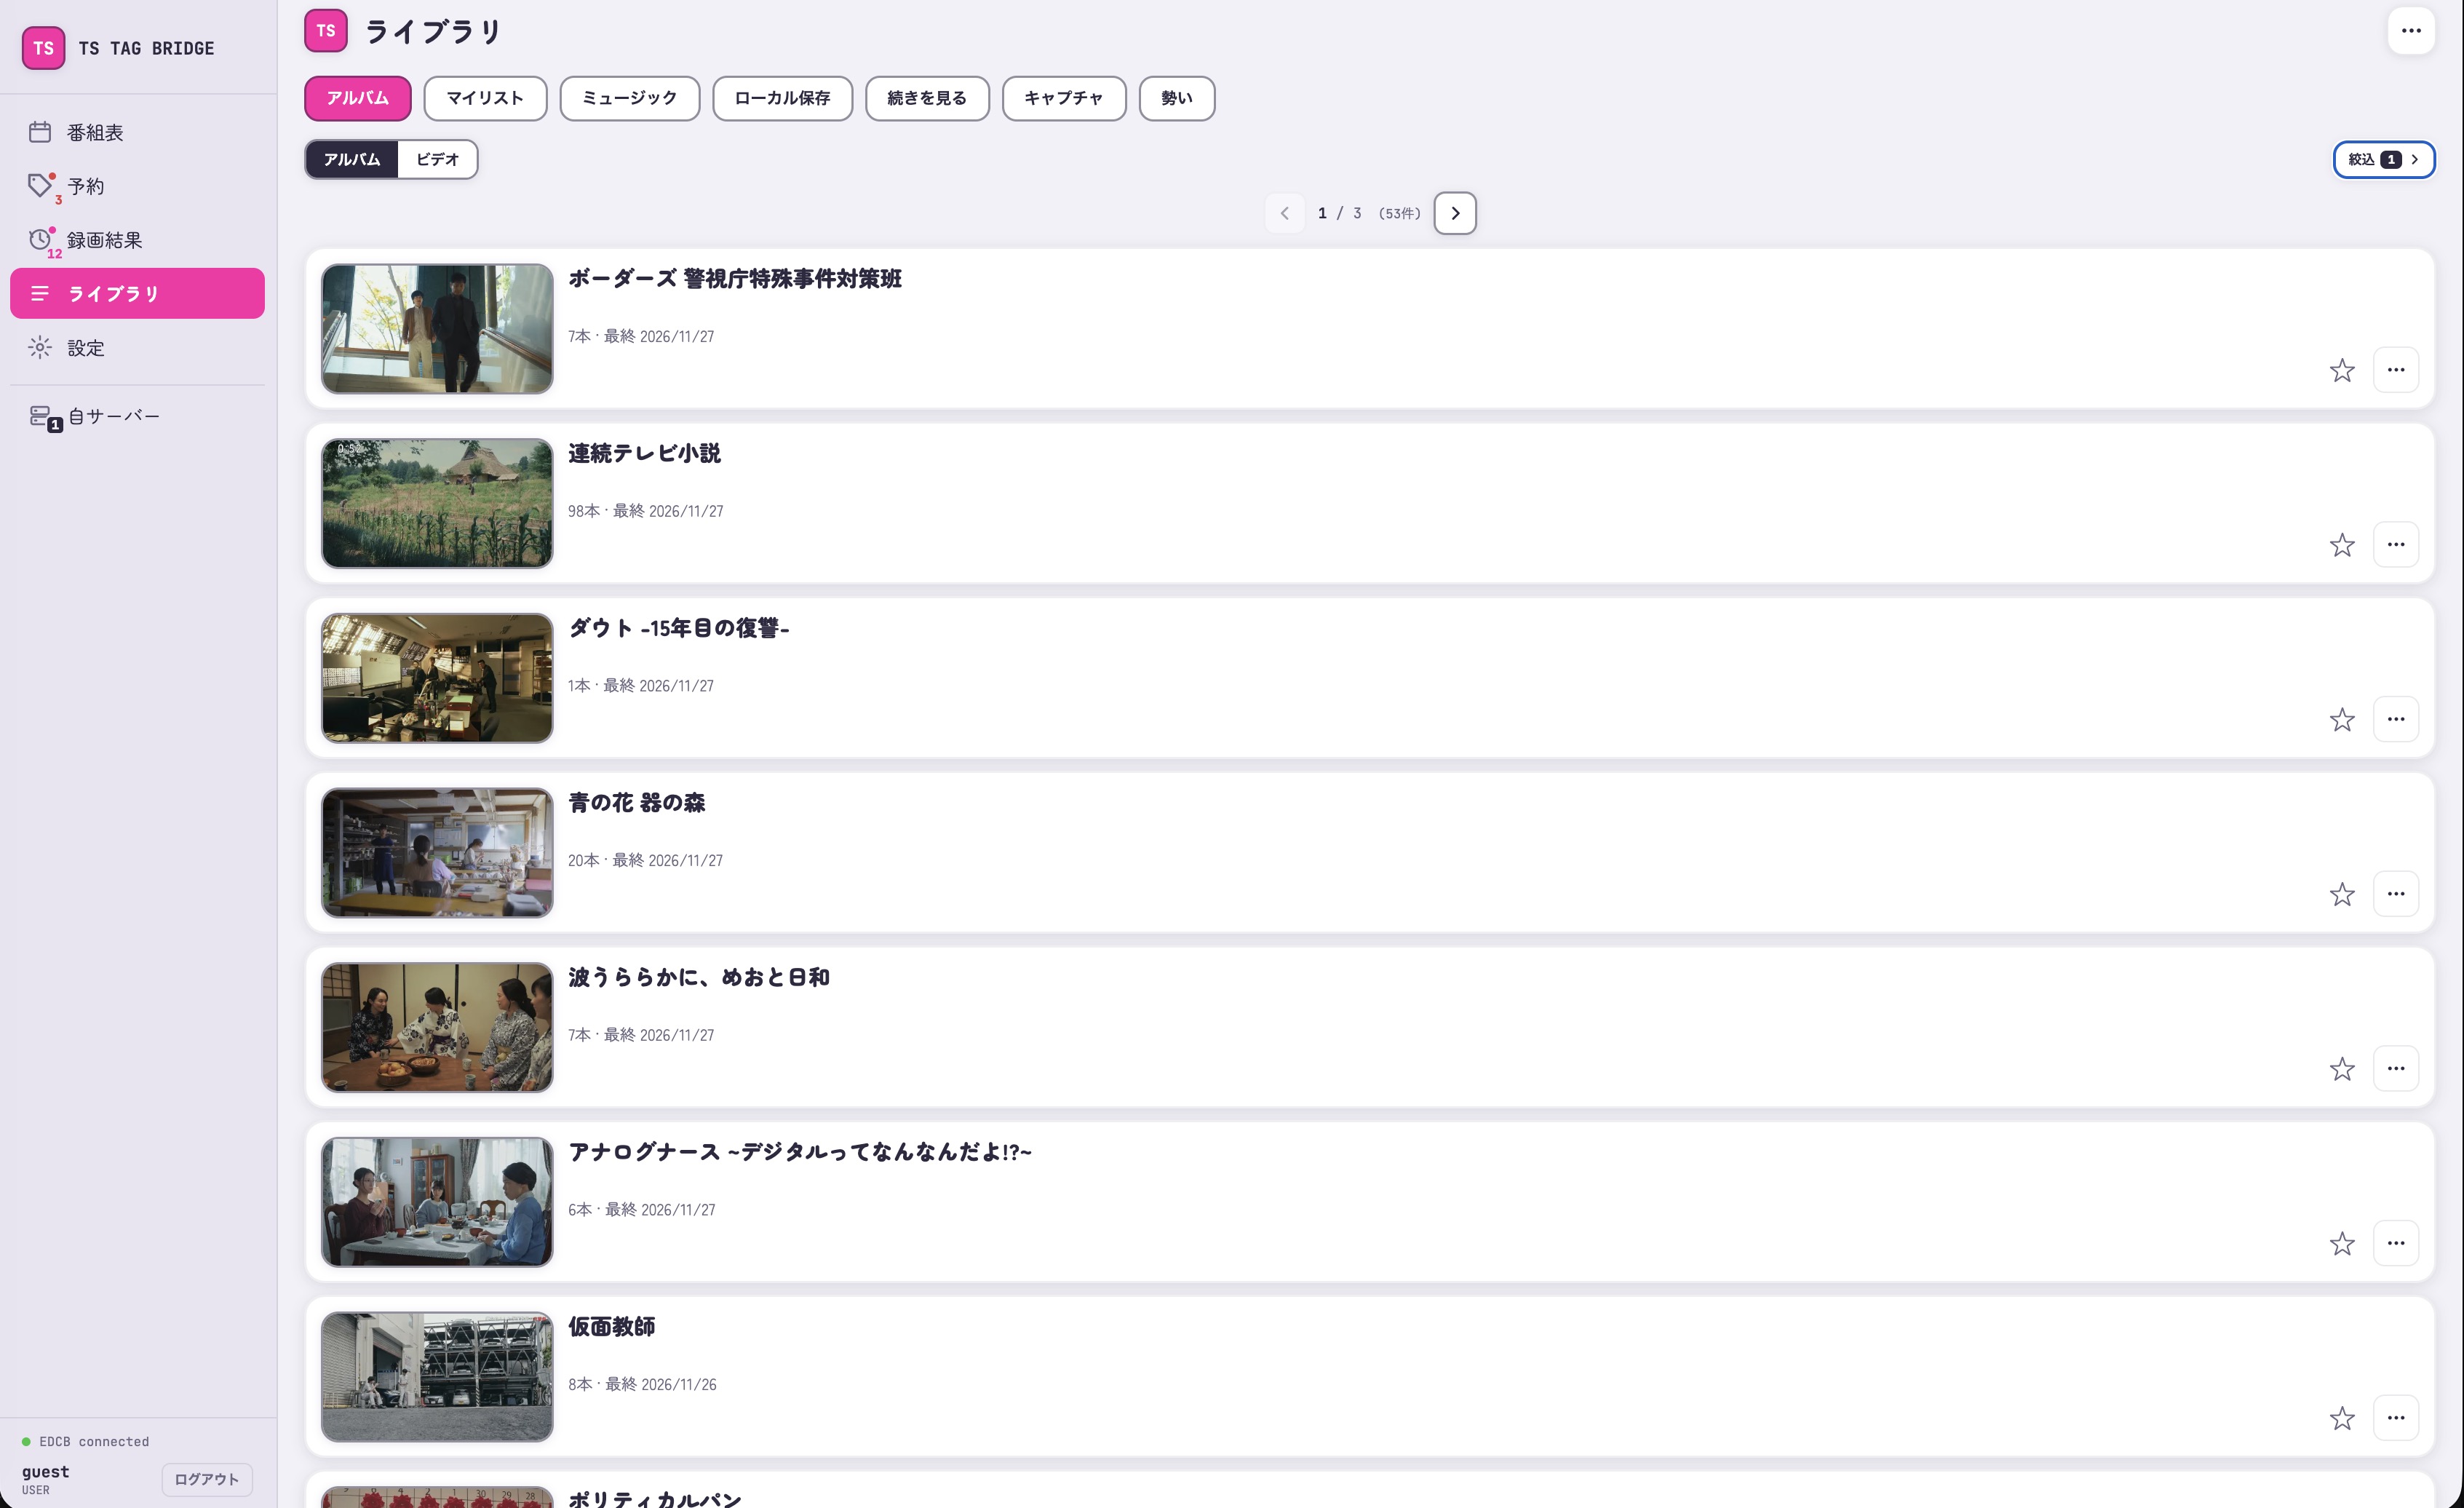 TS TS TAG BRIDGE
番組表
3 予約
12 録画結果
ライブラリ
設定
1 自サーバー
EDCB connected
guest
USER
ログアウト
TS ライブラリ
アルバム マイリスト ミュージック ローカル保存 続きを見る キャプチャ 勢い
アルバム ビデオ
絞込 1
1 / 3 (53件)
ボーダーズ 警視庁特殊事件対策班
7本 · 最終 2026/11/27
連続テレビ小説
98本 · 最終 2026/11/27
ダウト -15年目の復讐-
1本 · 最終 2026/11/27
青の花 器の森
20本 · 最終 2026/11/27
波うららかに、めおと日和
7本 · 最終 2026/11/27
アナログナース ~デジタルってなんなんだよ!?~
6本 · 最終 2026/11/27
仮面教師
8本 · 最終 2026/11/26
ポリティカルパン